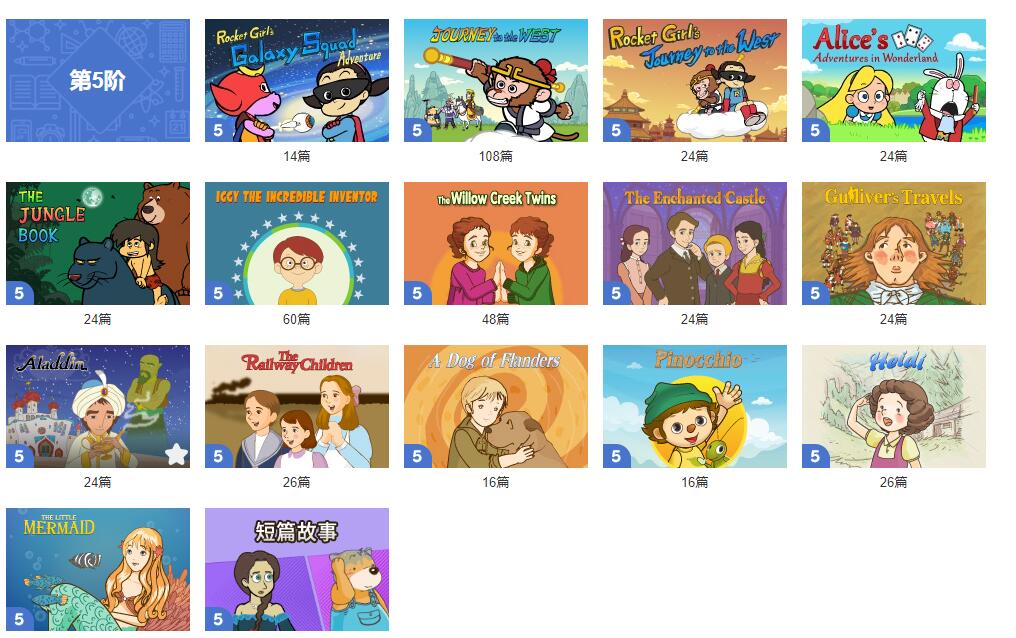 第5阶
Rocket Girl's
Galaxy Squad
Adventure
5
14篇
JOURNEY to the WEST
5
108篇
Rocket Girl's
Journey to the West
5
24篇
Alice's
Adventures in Wonderland
5
24篇
THE
JUNGLE
BOOK
5
24篇
IGGY THE INCREDIBLE INVENTOR
5
60篇
The Willow Creek Twins
5
48篇
The Enchanted Castle
5
24篇
Gulliver's Travels
5
24篇
Aladdin
5
24篇
The
Railway Children
5
26篇
A Dog of Flanders
5
16篇
Pinocchio
5
16篇
Heidi
5
26篇
THE LITTLE
MERMAID
5
短篇故事
5